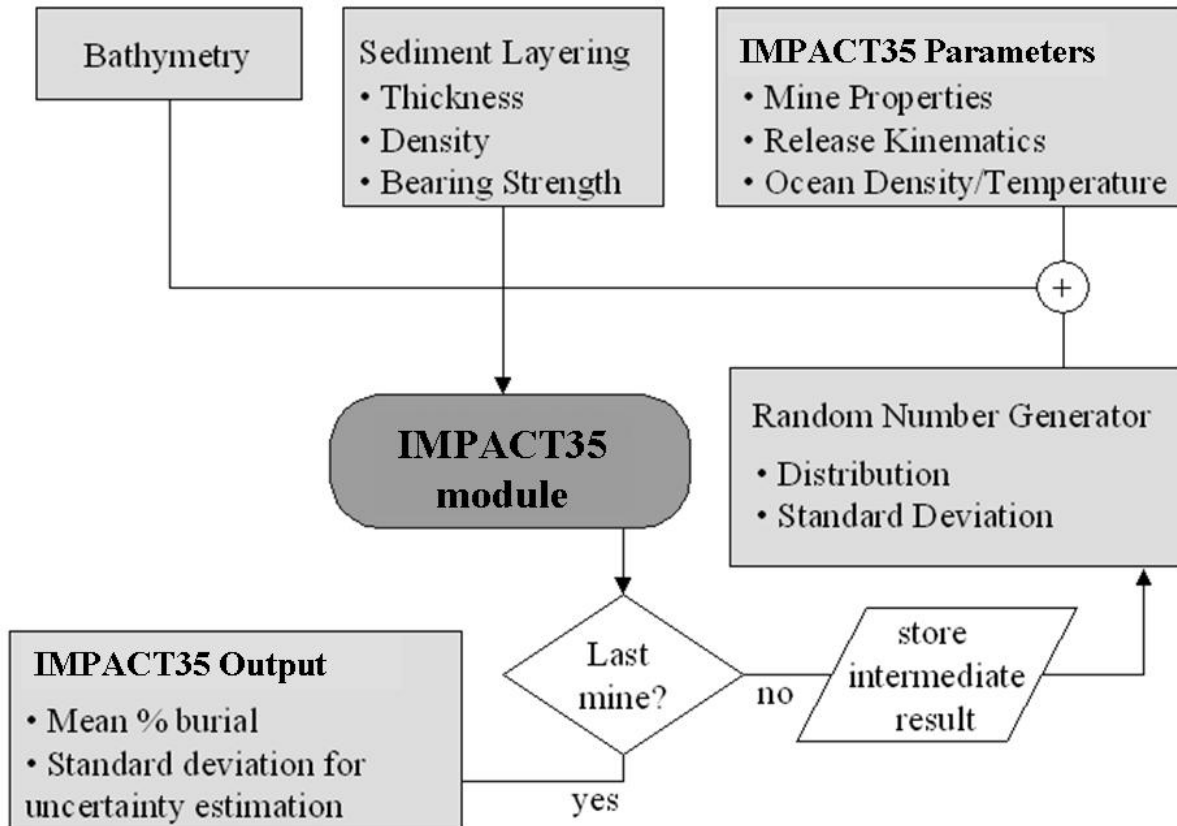 Bathymetry
Sediment Layering
• Thickness
• Density
• Bearing Strength
IMPACT35 Parameters
• Mine Properties
• Release Kinematics
• Ocean Density/Temperature
+
IMPACT35
module
Random Number Generator
• Distribution
• Standard Deviation
Last
mine?
no
store
intermediate
result
yes
IMPACT35 Output
• Mean % burial
• Standard deviation for
uncertainty estimation